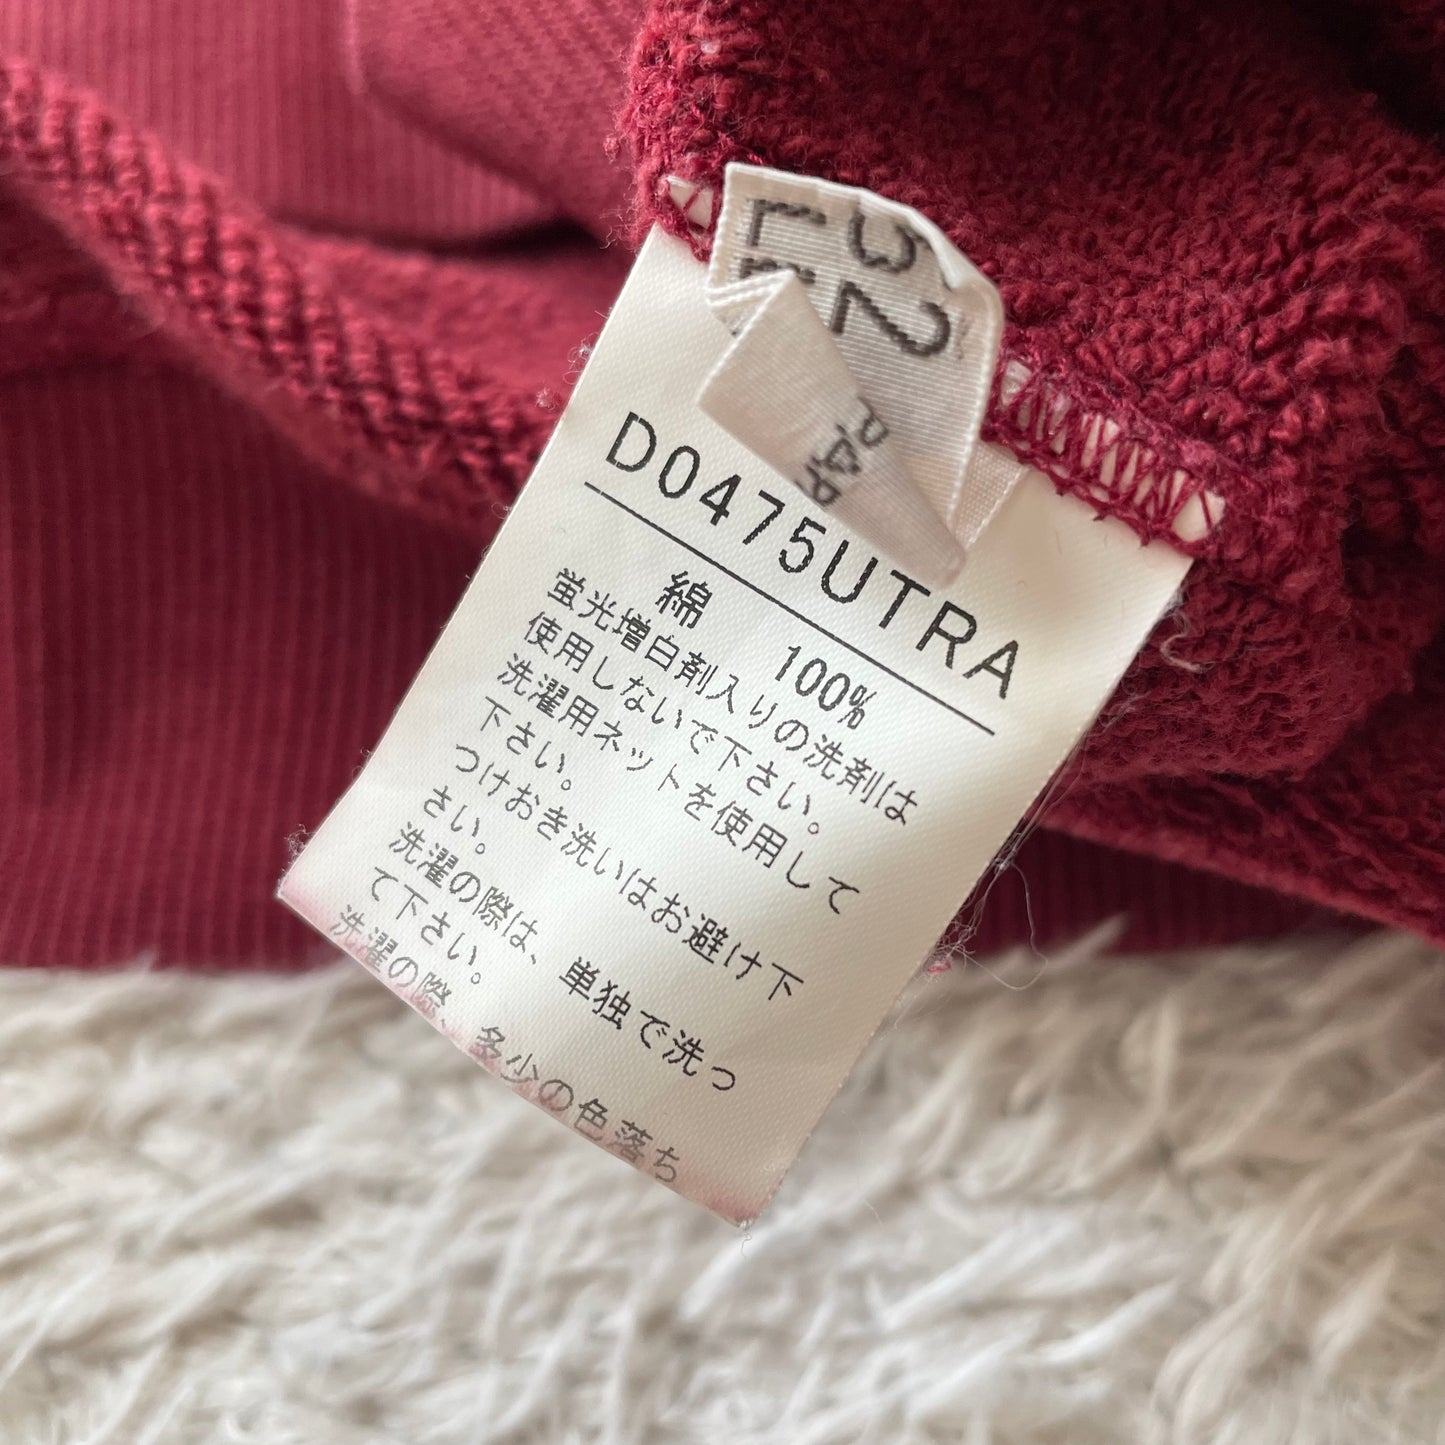 D0475UTRA
綿 100%
蛍光増白剤入りの洗剤は
使用しないで下さい。
洗濯用ネットを使用して
下さい。
つけおき洗いはお避け下
さい。
洗濯の際は、単独で洗っ
て下さい。
洗濯の際、多少の色落ち